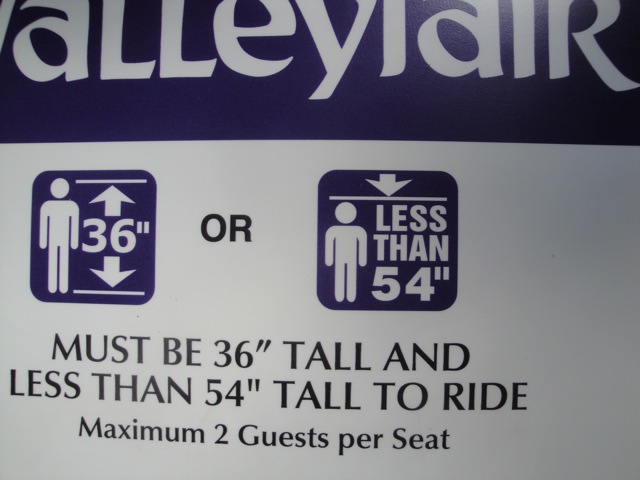 valleyfair
36"
OR
LESS
THAN
54"
MUST BE 36" TALL AND
LESS THAN 54" TALL TO RIDE
Maximum 2 Guests per Seat